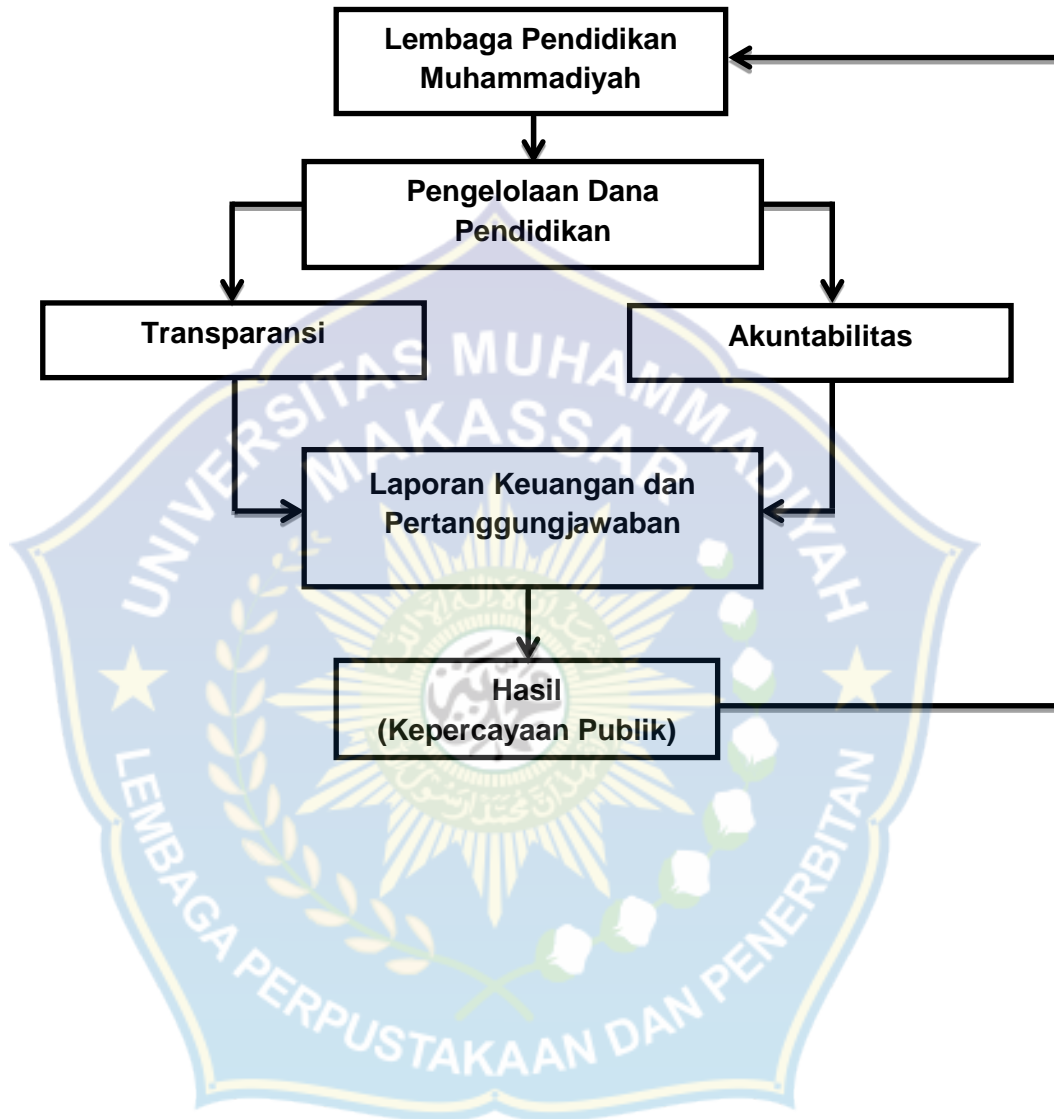 Lembaga Pendidikan
Muhammadiyah
Pengelolaan Dana
Pendidikan
Transparansi
Akuntabilitas
Laporan Keuangan dan
Pertanggungjawaban
Hasil
(Kepercayaan Publik)
UNIVERSITAS MUHAMMADIYAH
MAKASSAR
LEMBAGA PERPUSTAKAAN DAN PENERBITAN